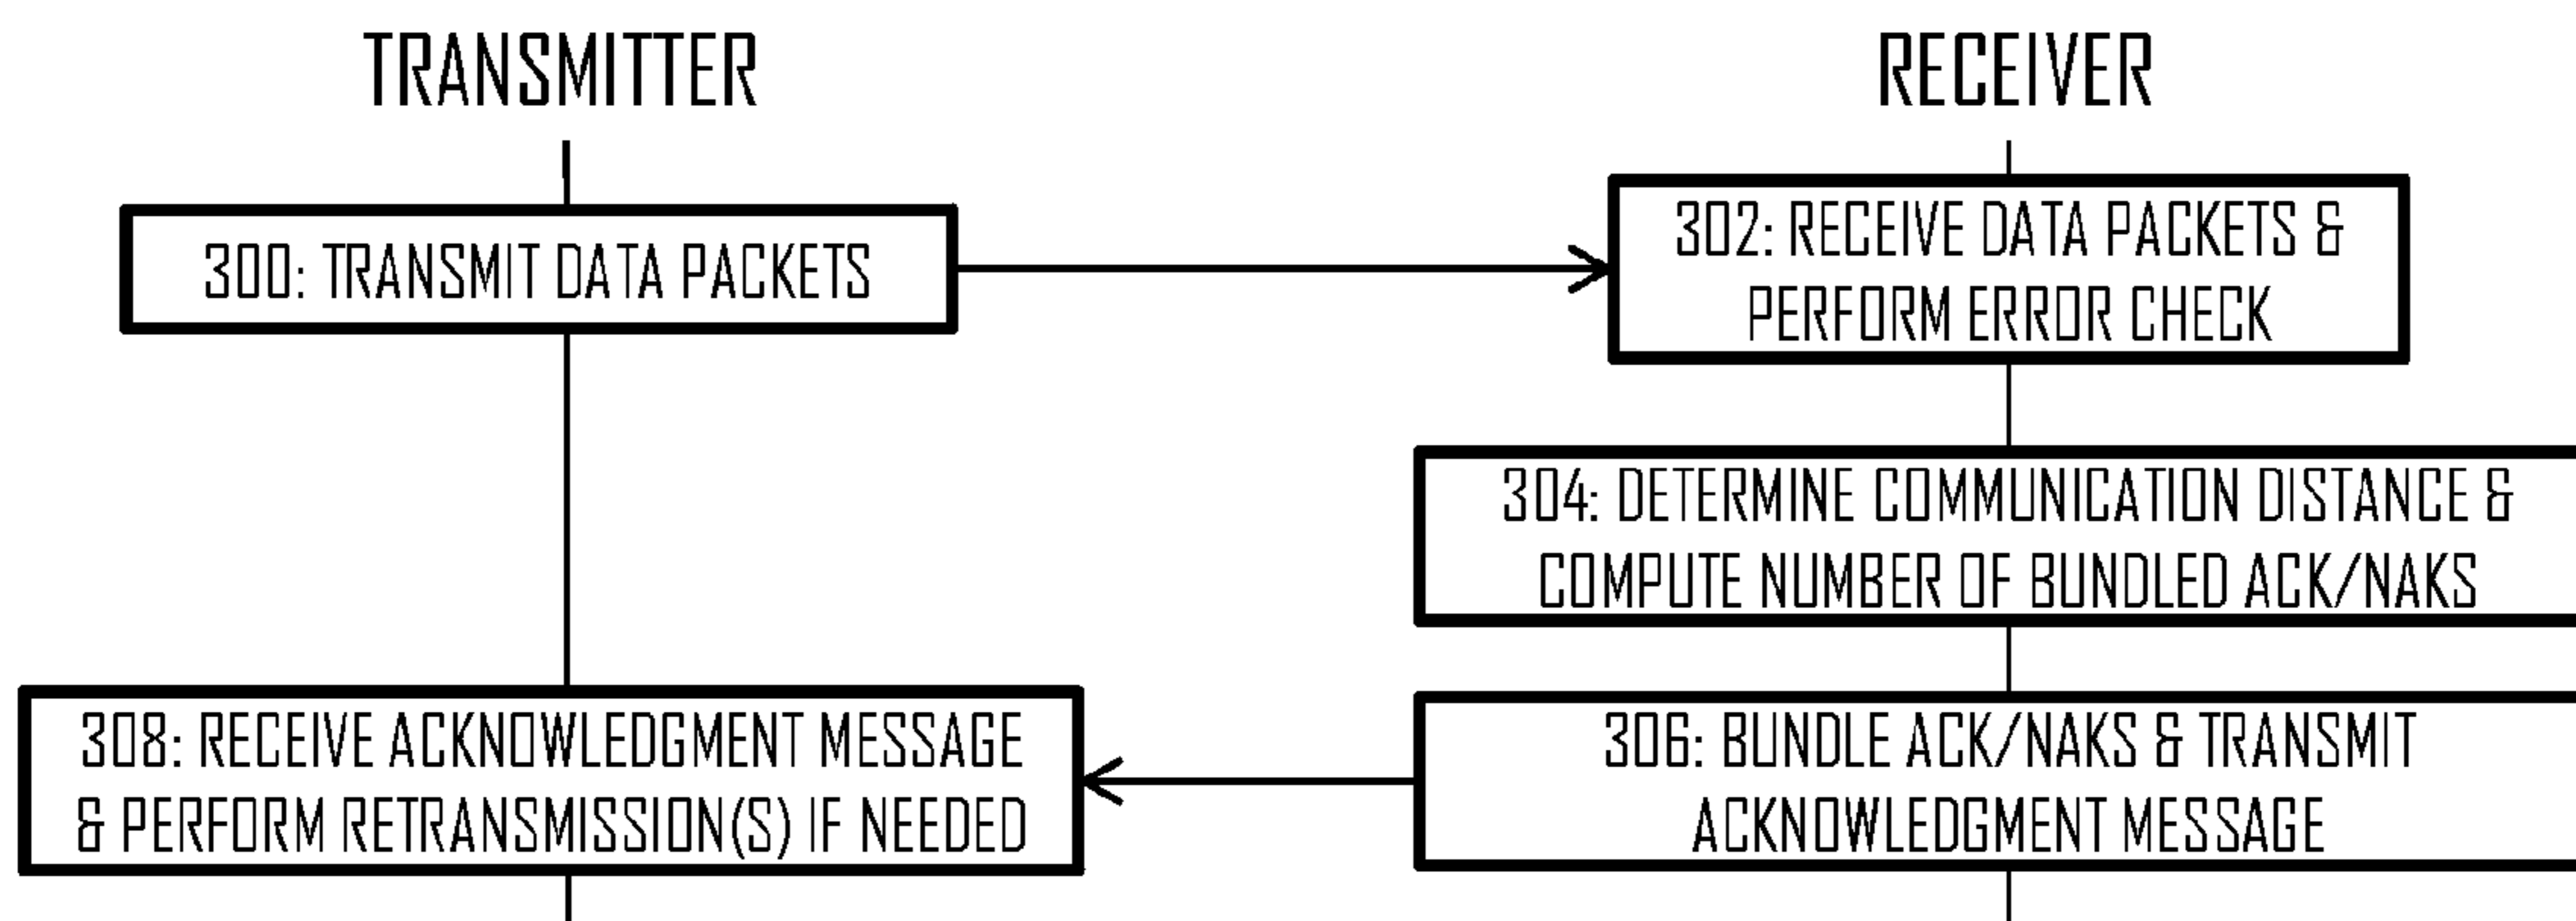 TRANSMITTER
RECEIVER
300: TRANSMIT DATA PACKETS
302: RECEIVE DATA PACKETS &
PERFORM ERROR CHECK
304: DETERMINE COMMUNICATION DISTANCE &
COMPUTE NUMBER OF BUNDLED ACK/NAKS
306: BUNDLE ACK/NAKS & TRANSMIT
ACKNOWLEDGMENT MESSAGE
308: RECEIVE ACKNOWLEDGMENT MESSAGE
& PERFORM RETRANSMISSION(S) IF NEEDED